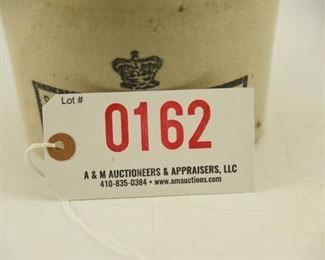 Lot #
0162
A & M AUCTIONEERS & APPRAISERS, LLC
410-835-0384 • www.amauctions.com